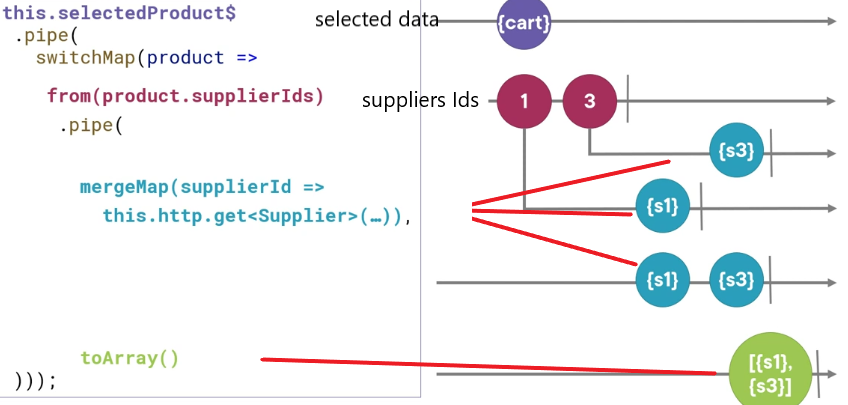 this.selectedProduct$
.pipe(
switchMap(product =>
from(product.supplierIds)
.pipe(
mergeMap(supplierId =>
this.http.get<Supplier>(…)),
toArray()
)));
selected data
{cart}
suppliers Ids
1
3
{s3}
{s1}
{s1}
{s3}
[{s1},
{s3}]